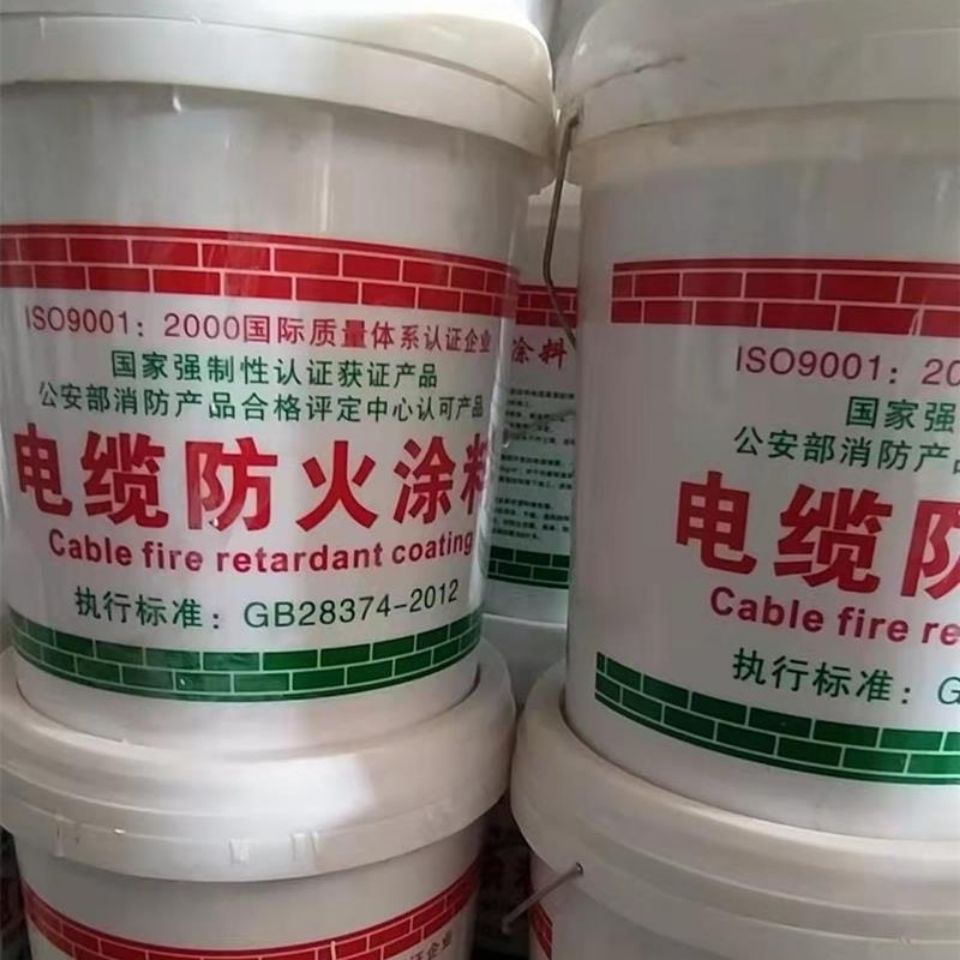 ISO9001：2000国际质量体系认证企业
国家强制性认证获证产品
公安部消防产品合格评定中心认可产品
电缆防火涂料
Cable fire retardant coating
执行标准：GB28374-2012
涂料
ISO9001：20
国家强
公安部消防产品
电缆防
Cable fire re
执行标准：G
证企业